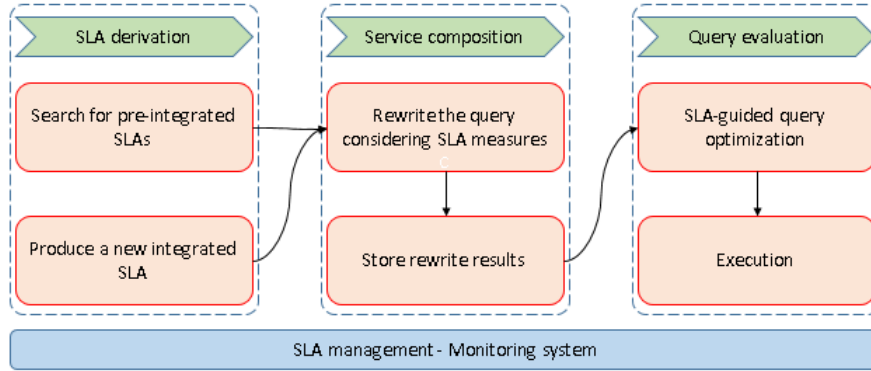 SLA derivation
Search for pre-integrated
SLAs
Produce a new integrated
SLA
Service composition
Rewrite the query
considering SLA measures
C
Store rewrite results
Query evaluation
SLA-guided query
optimization
Execution
SLA management - Monitoring system